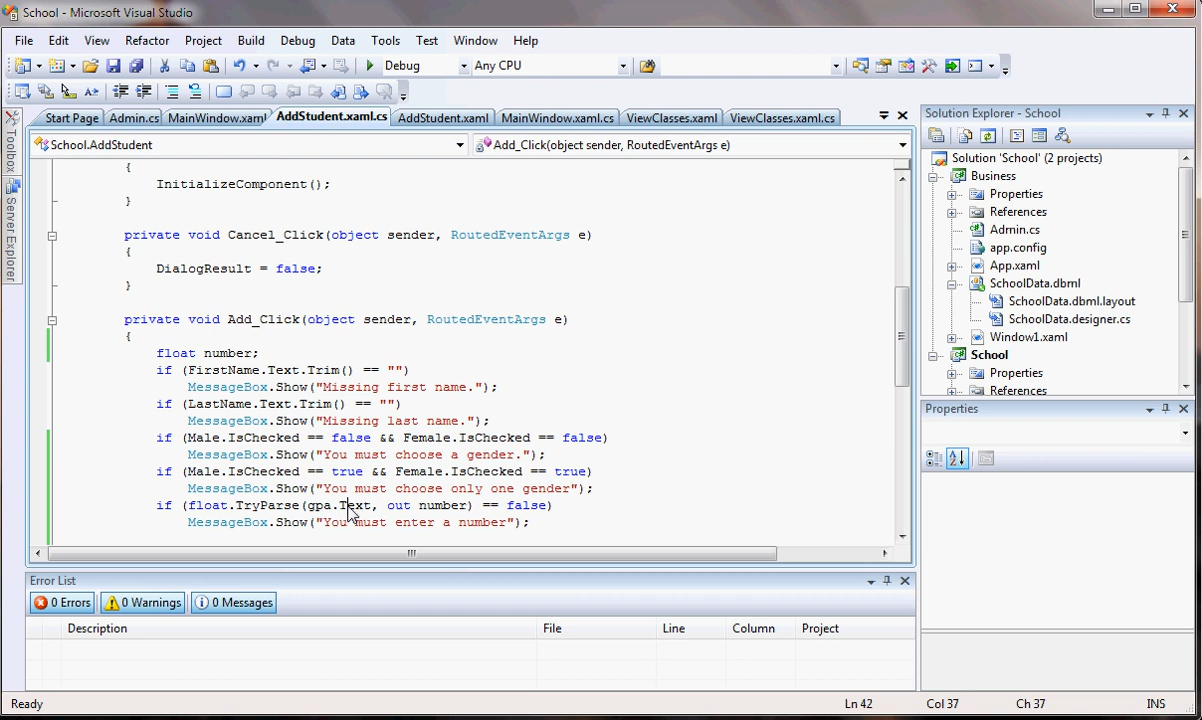 School - Microsoft Visual Studio
File Edit View Refactor Project Build Debug Data Tools Test Window Help
Debug Any CPU
Start Page Admin.cs MainWindow.xaml AddStudent.xaml.cs AddStudent.xaml MainWindow.xaml.cs ViewClasses.xaml ViewClasses.xaml.cs
School.AddStudent Add_Click(object sender, RoutedEventArgs e)
{
InitializeComponent();
}
private void Cancel_Click(object sender, RoutedEventArgs e)
{
DialogResult = false;
}
private void Add_Click(object sender, RoutedEventArgs e)
{
float number;
if (FirstName.Text.Trim() == "")
MessageBox.Show("Missing first name.");
if (LastName.Text.Trim() == "")
MessageBox.Show("Missing last name.");
if (Male.IsChecked == false && Female.IsChecked == false)
MessageBox.Show("You must choose a gender.");
if (Male.IsChecked == true && Female.IsChecked == true)
MessageBox.Show("You must choose only one gender");
if (float.TryParse(gpa.Text, out number) == false)
MessageBox.Show("You must enter a number");
Toolbox
Server Explorer
Solution Explorer - School
Solution 'School' (2 projects)
Business
Properties
References
Admin.cs
app.config
App.xaml
SchoolData.dbml
SchoolData.dbml.layout
SchoolData.designer.cs
Window1.xaml
School
Properties
References
Properties
Error List
0 Errors 0 Warnings 0 Messages
Description File Line Column Project
Ready Ln 42 Col 37 Ch 37 INS